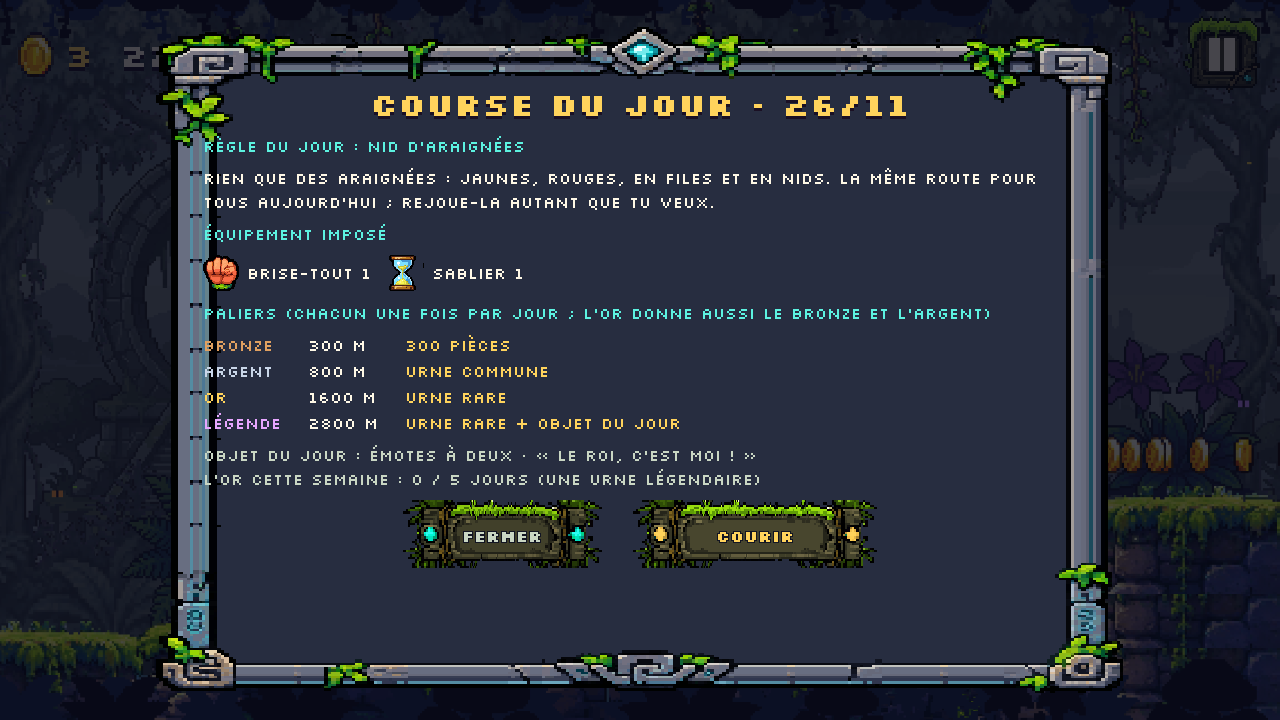 3
COURSE DU JOUR - 26/11
RÈGLE DU JOUR : NID D'ARAIGNÉES
RIEN QUE DES ARAIGNÉES : JAUNES, ROUGES, EN FILES ET EN NIDS. LA MÊME ROUTE POUR
TOUS AUJOURD'HUI ; REJOUE-LA AUTANT QUE TU VEUX.
ÉQUIPEMENT IMPOSÉ
BRISE-TOUT 1 SABLIER 1
PALIERS (CHACUN UNE FOIS PAR JOUR ; L'OR DONNE AUSSI LE BRONZE ET L'ARGENT)
BRONZE 300 M 300 PIÈCES
ARGENT 800 M URNE COMMUNE
OR 1600 M URNE RARE
LÉGENDE 2800 M URNE RARE + OBJET DU JOUR
OBJET DU JOUR : ÉMOTES À DEUX · « LE ROI, C'EST MOI ! »
L'OR CETTE SEMAINE : 0 / 5 JOURS (UNE URNE LÉGENDAIRE)
FERMER COURIR